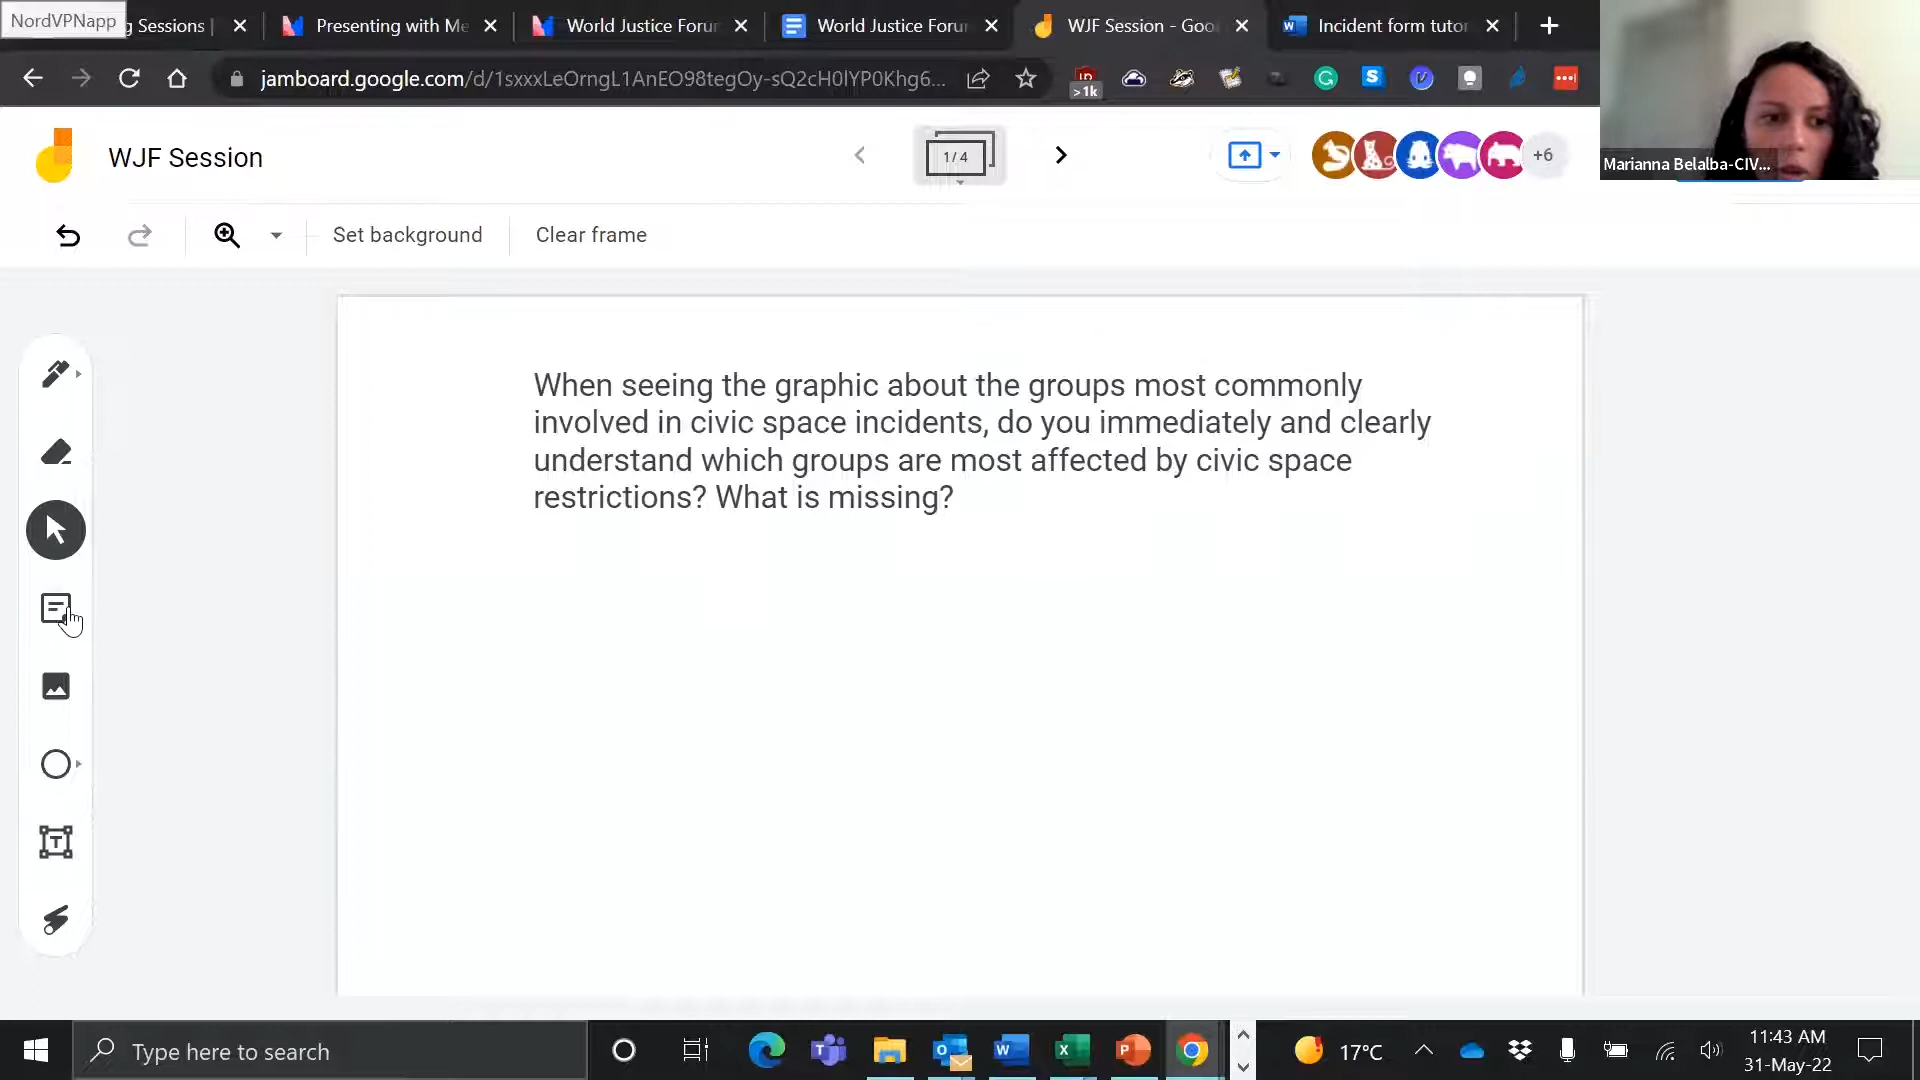 NordVPNapp
g Sessions |
Presenting with Me
World Justice Forur
World Justice Foru
WJF Session - Goo
Incident form tutor
jamboard.google.com/d/1sxxxLeOrngL1AnEO98tegOy-sQ2cH0lYP0Khg6...
>1k
Marianna Belalba-CIV...
WJF Session
1/4
+6
Set background
Clear frame
When seeing the graphic about the groups most commonly
involved in civic space incidents, do you immediately and clearly
understand which groups are most affected by civic space
restrictions? What is missing?
Type here to search
17°C
11:43 AM
31-May-22